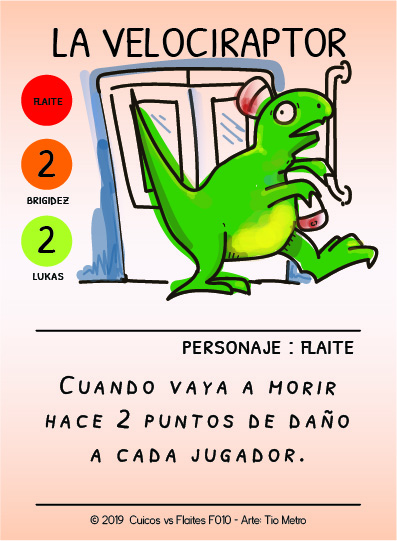 LA VELOCIRAPTOR
FLAITE
2
BRIGIDEZ
2
LUKAS
PERSONAJE : FLAITE
CUANDO VAYA A MORIR
HACE 2 PUNTOS DE DAÑO
A CADA JUGADOR.
© 2019 Cuicos vs Flaites F010 - Arte: Tio Metro